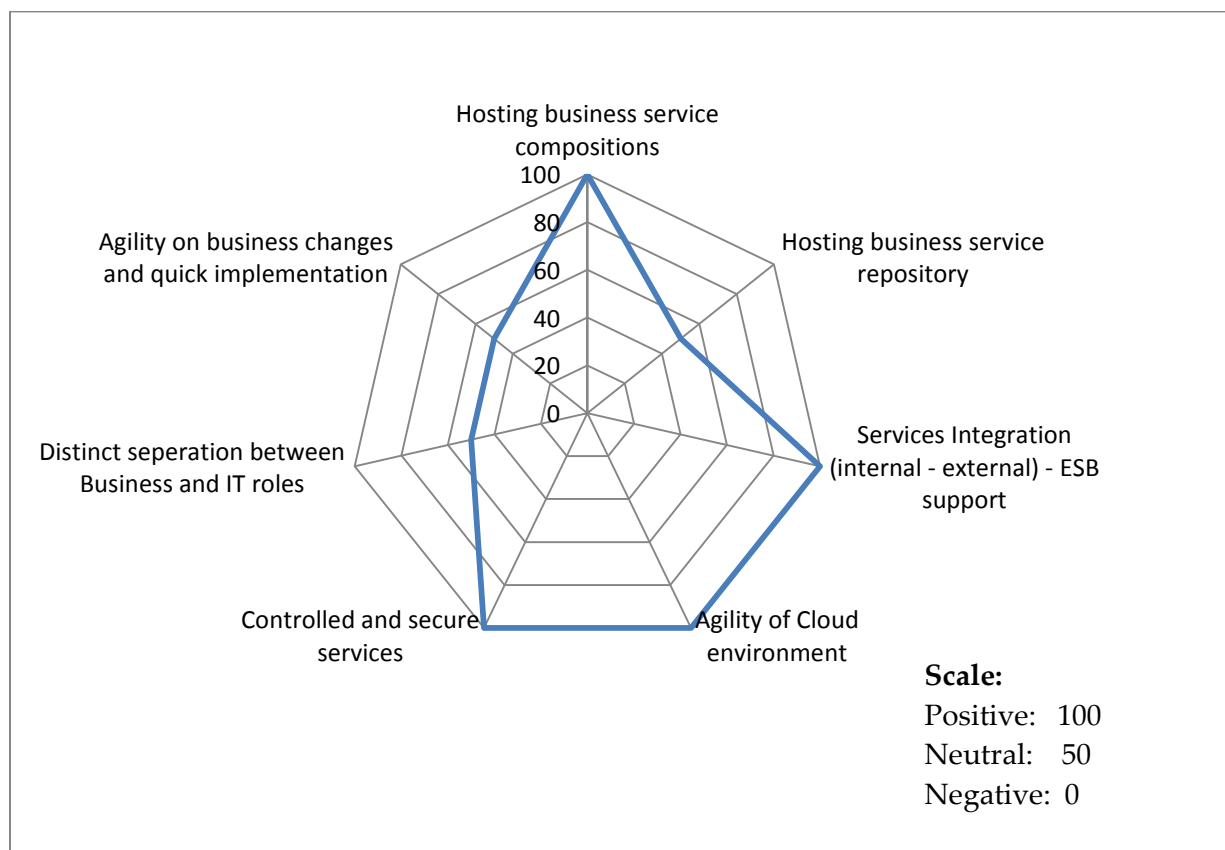 Hosting business service
compositions
100
80
60
40
20
0
Hosting business service
repository
Services Integration
(internal - external) - ESB
support
Agility of Cloud
environment
Controlled and secure
services
Distinct seperation between
Business and IT roles
Agility on business changes
and quick implementation
Scale:
Positive: 100
Neutral: 50
Negative: 0